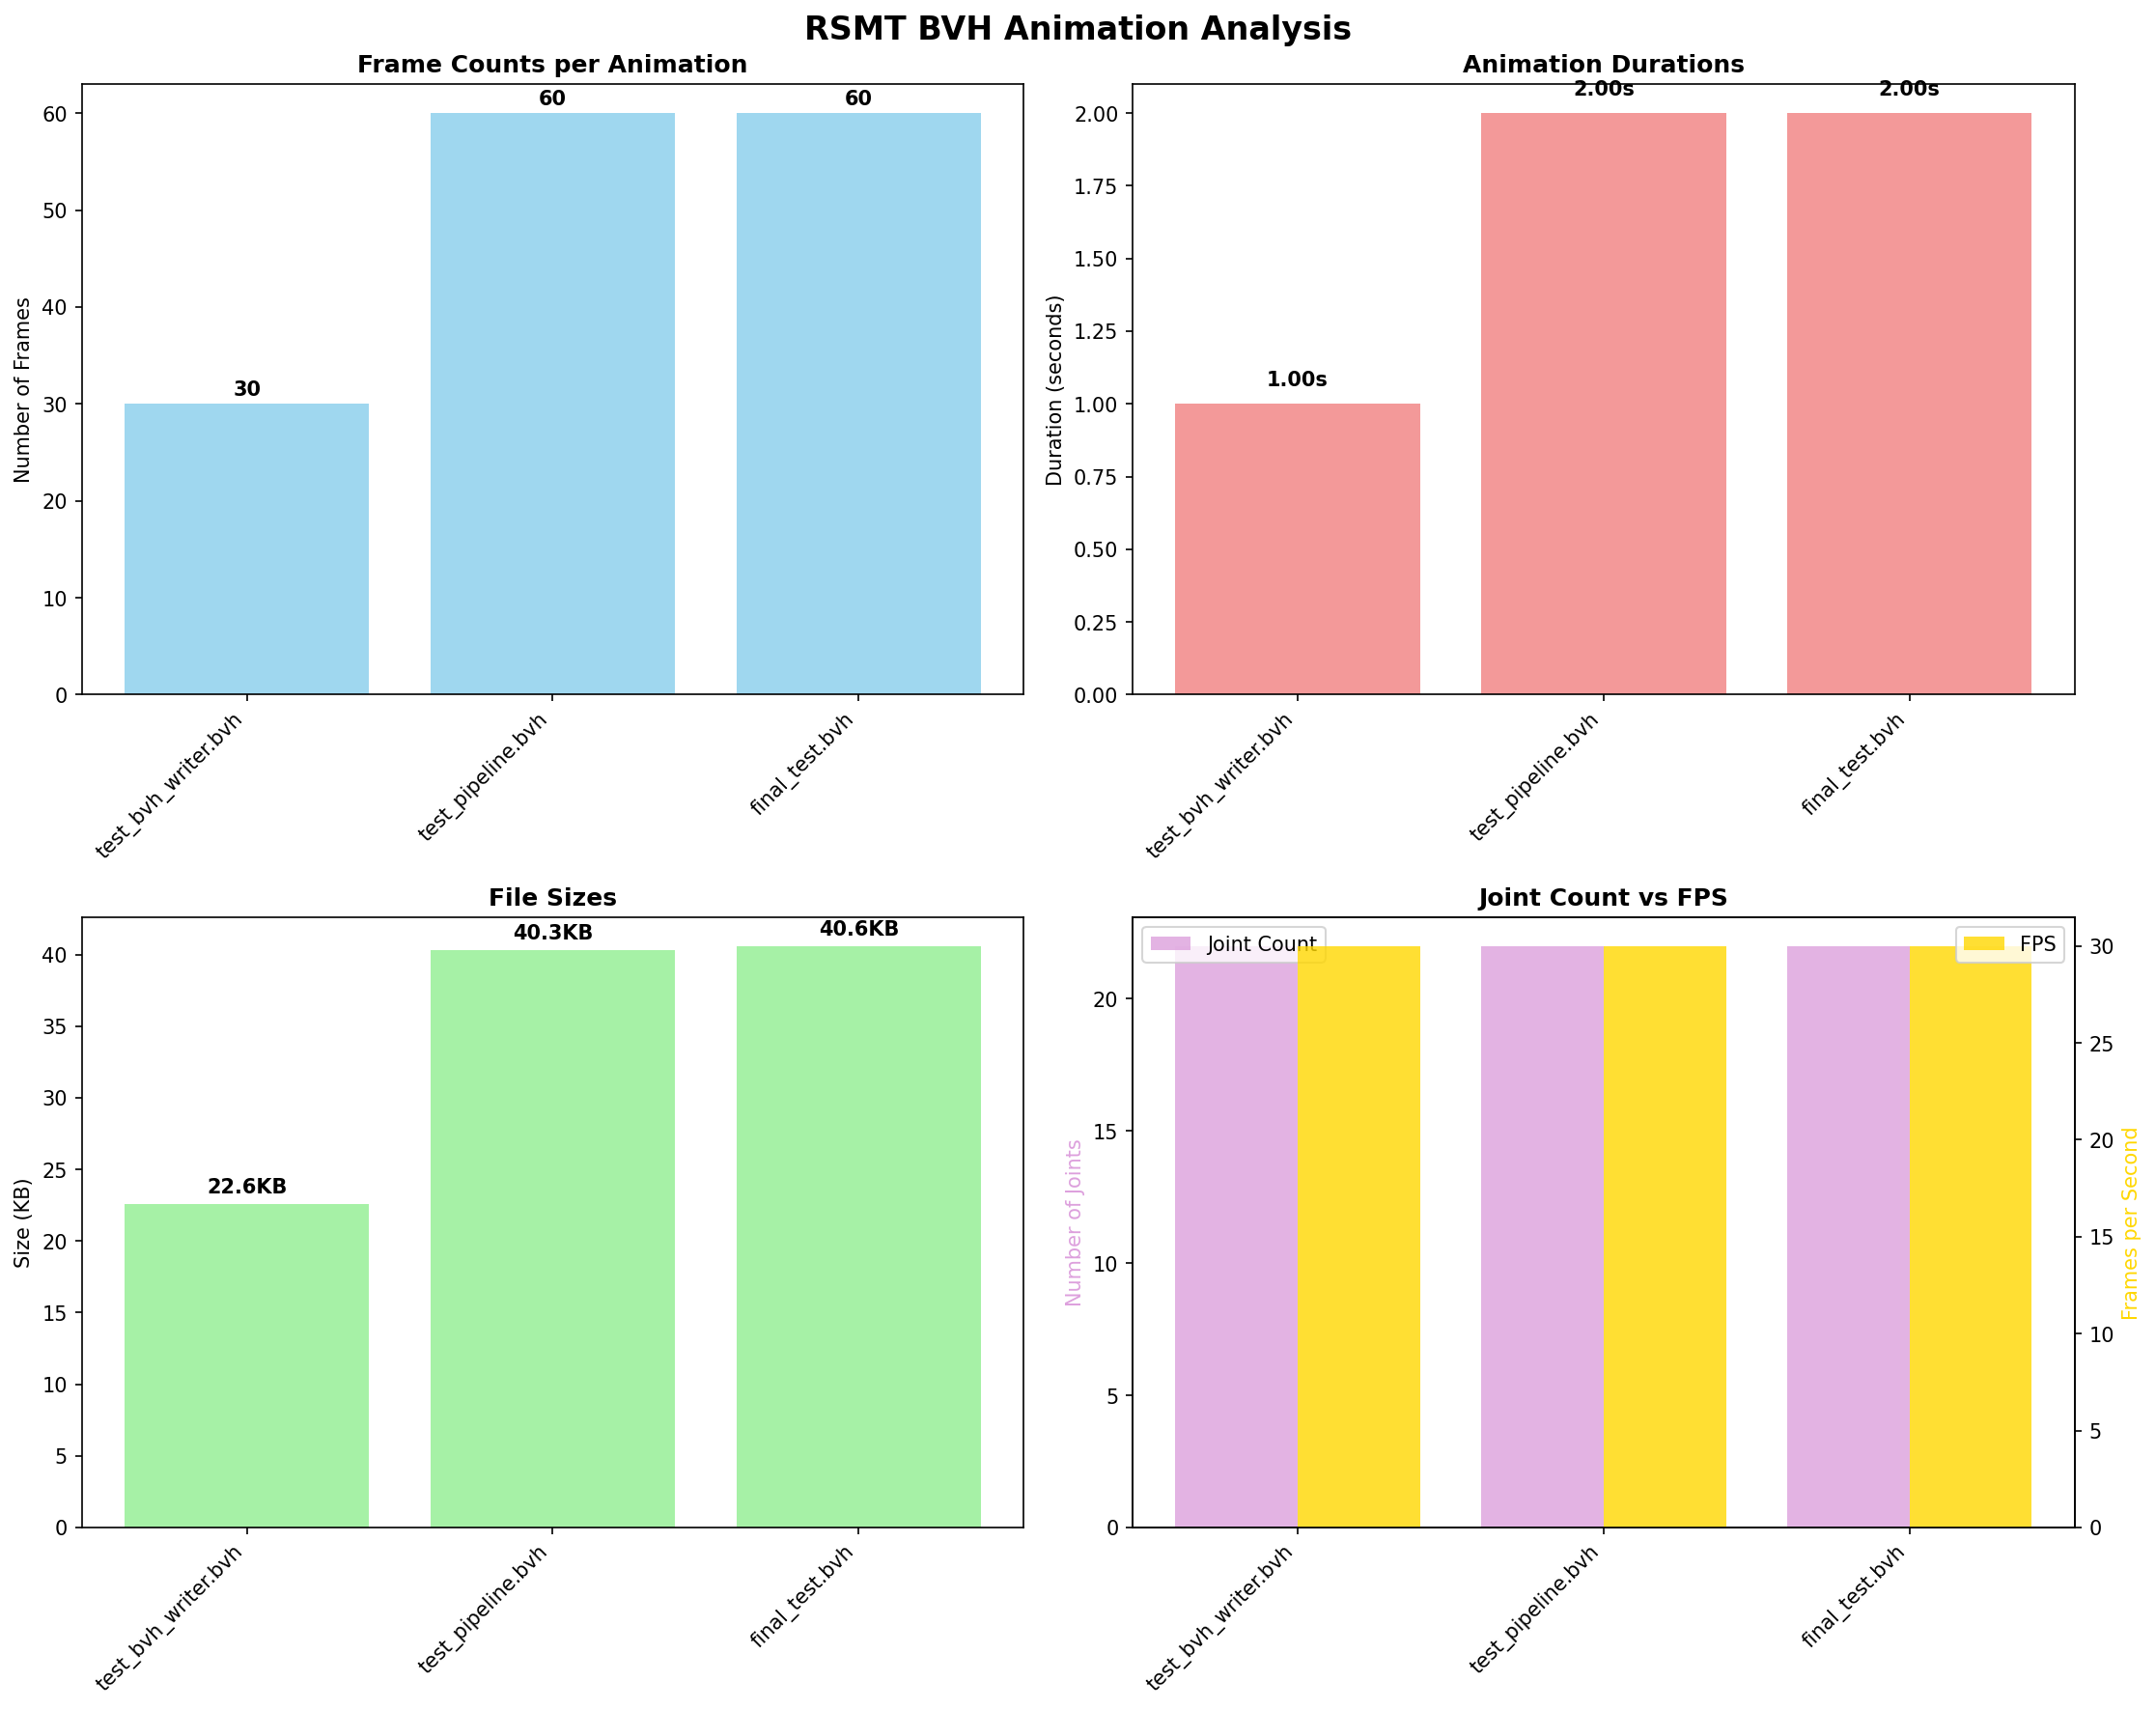 RSMT BVH Animation Analysis
Frame Counts per Animation
Number of Frames
60
50
40
30
20
10
0
30
60
60
test_bvh_writer.bvh
test_pipeline.bvh
final_test.bvh
Animation Durations
Duration (seconds)
2.00
1.75
1.50
1.25
1.00
0.75
0.50
0.25
0.00
1.00s
2.00s
2.00s
test_bvh_writer.bvh
test_pipeline.bvh
final_test.bvh
File Sizes
Size (KB)
40
35
30
25
20
15
10
5
0
22.6KB
40.3KB
40.6KB
test_bvh_writer.bvh
test_pipeline.bvh
final_test.bvh
Joint Count vs FPS
Number of Joints
20
15
10
5
0
Joint Count
FPS
30
25
20
15
10
5
0
Frames per Second
test_bvh_writer.bvh
test_pipeline.bvh
final_test.bvh